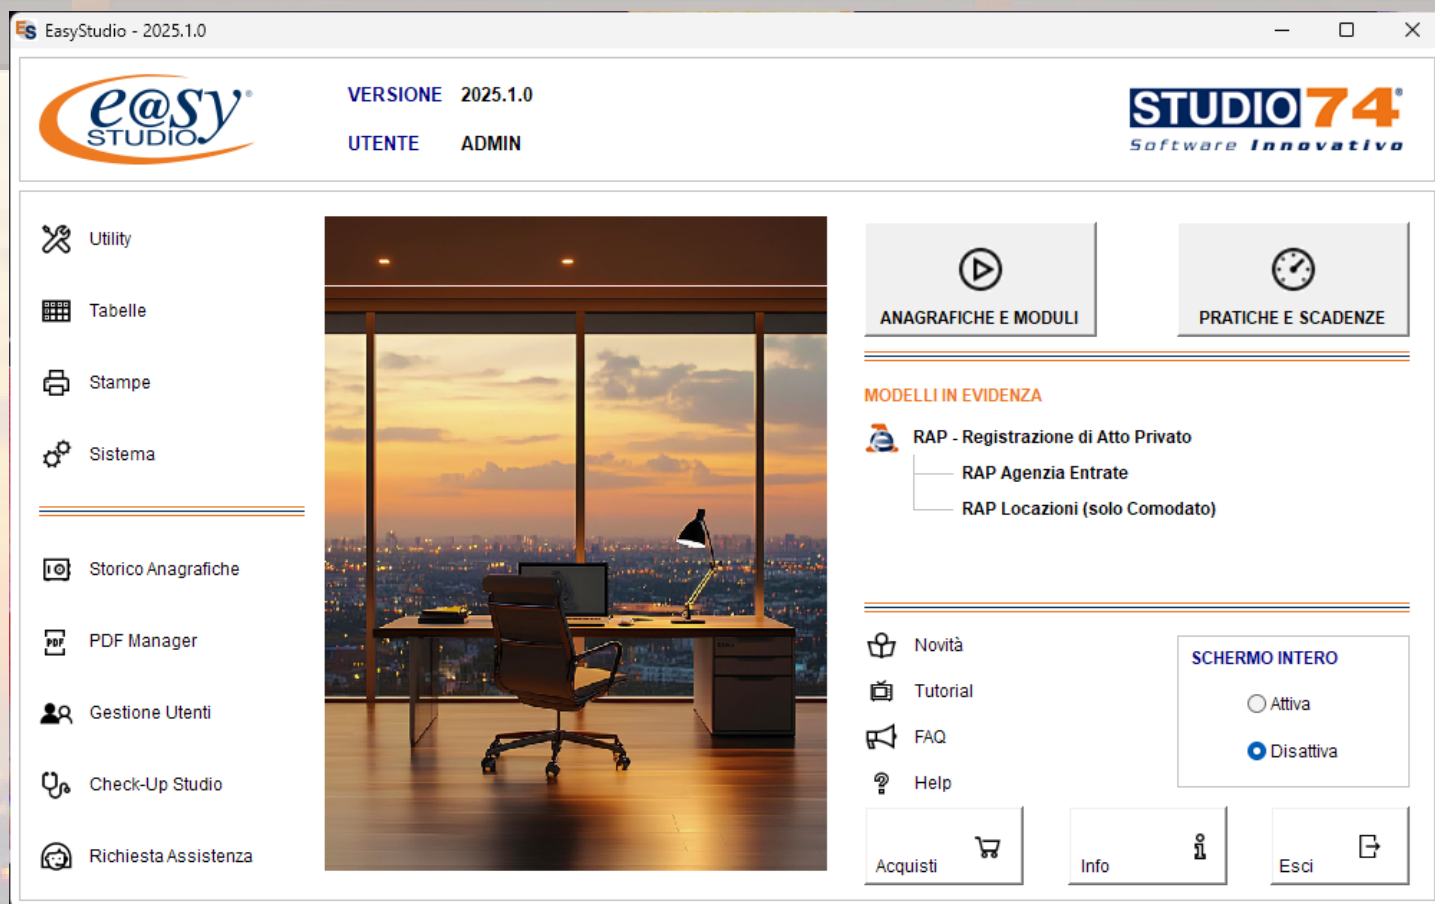 EasyStudio - 2025.1.0
e@sy
STUDIO
VERSIONE 2025.1.0
UTENTE ADMIN
STUDIO 74
Software Innovativo
Utility
Tabelle
Stampe
Sistema
Storico Anagrafiche
PDF Manager
Gestione Utenti
Check-Up Studio
Richiesta Assistenza
ANAGRAFICHE E MODULI
PRATICHE E SCADENZE
MODELLI IN EVIDENZA
RAP - Registrazione di Atto Privato
RAP Agenzia Entrate
RAP Locazioni (solo Comodato)
Novità
Tutorial
FAQ
Help
SCHERMO INTERO
Attiva
Disattiva
Acquisti
Info
Esci